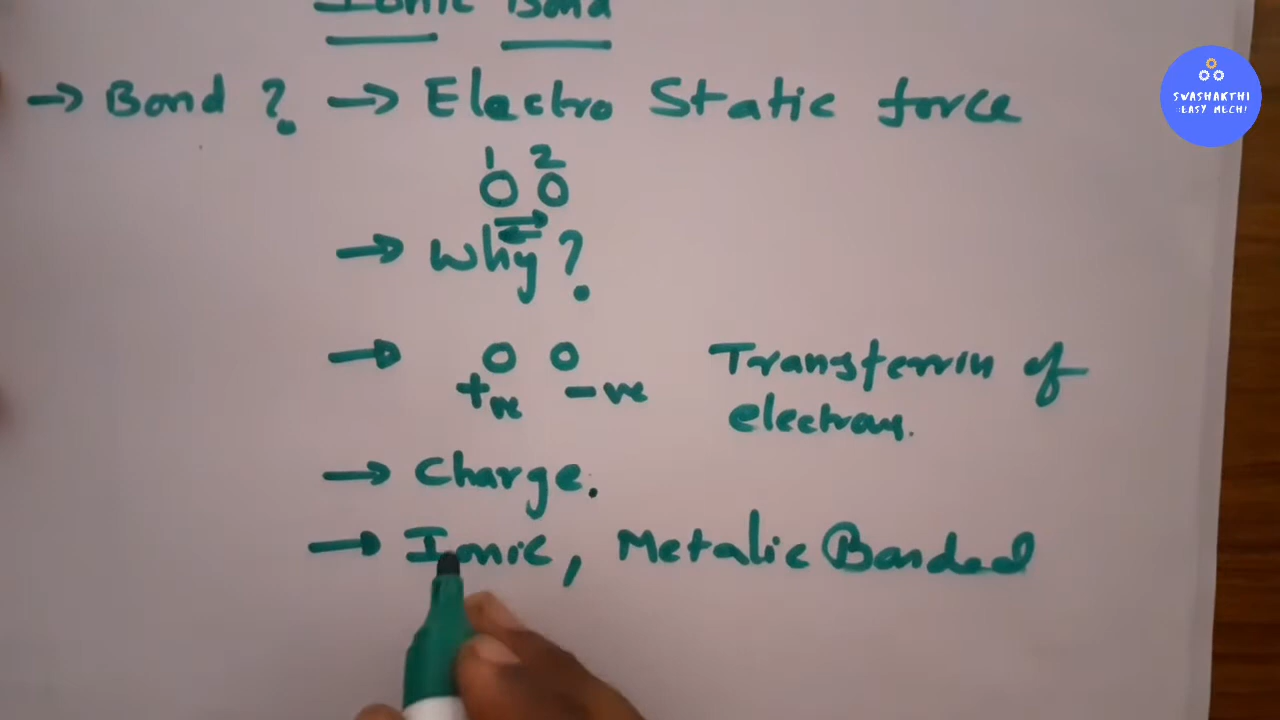 Ionic Bond
→ Bond ? → Electro Static force
1 2
→ Why ?
→ +ve -ve Transferrin of
electrons.
→ Charge.
→ Ionic, Metalic Bonded
SWASHAKTHI
:EASY MECH!